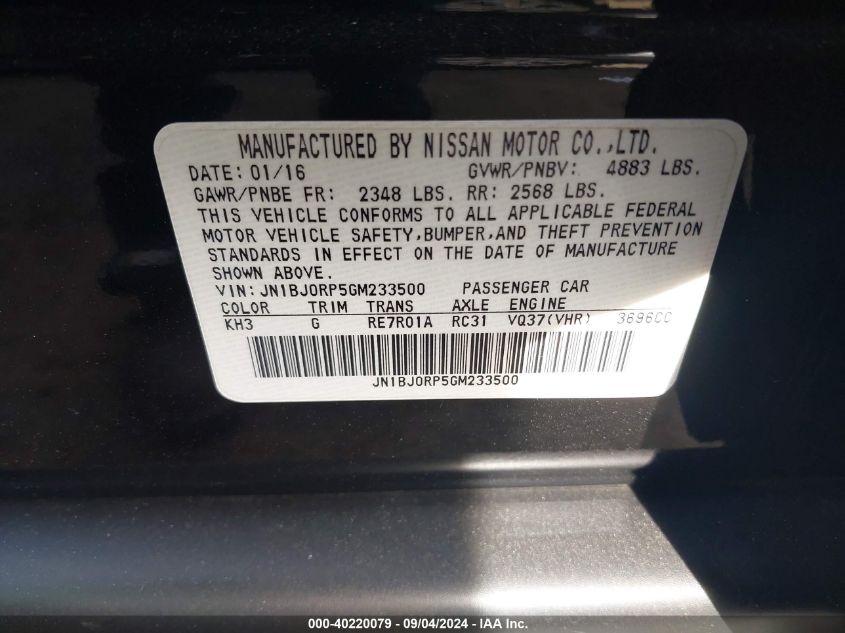 MANUFACTURED BY NISSAN MOTOR CO.,LTD.
DATE: 01/16 GVWR/PNBV: 4883 LBS.
GAWR/PNBE FR: 2348 LBS. RR: 2568 LBS.
THIS VEHICLE CONFORMS TO ALL APPLICABLE FEDERAL
MOTOR VEHICLE SAFETY,BUMPER,AND THEFT PREVENTION
STANDARDS IN EFFECT ON THE DATE OF MANUFACTURE
SHOWN ABOVE.
VIN: JN1BJ0RP5GM233500 PASSENGER CAR
COLOR TRIM TRANS AXLE ENGINE
KH3 G RE7R01A RC31 VQ37(VHR) 3696CC
JN1BJ0RP5GM233500
000-40220079 - 09/04/2024 - IAA Inc.